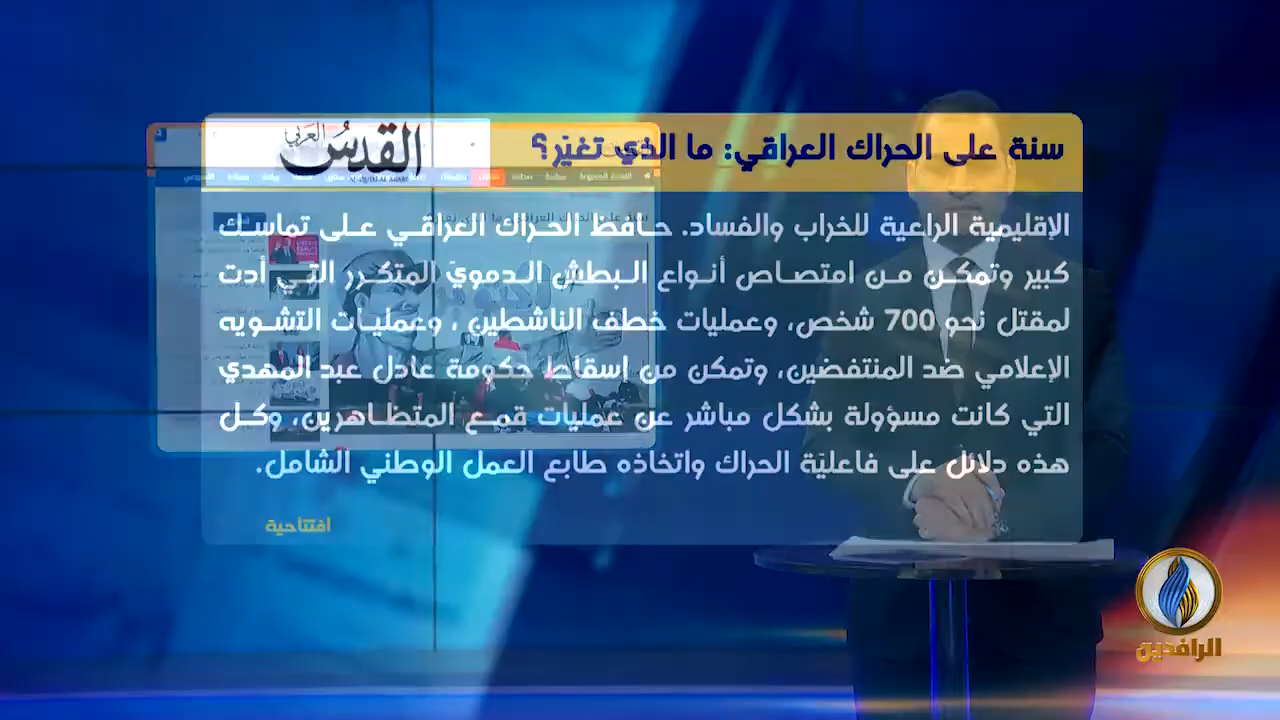 سنة على الحراك العراقي: ما الذي تغيّر؟
القدس العربي
الإقليمية الراعية للخراب والفساد. حافظ الحراك العراقي على تماسك
كبير وتمكن من امتصاص أنواع البطش الدمويّ المتكرر التي أدت
لمقتل نحو 700 شخص، وعمليات خطف الناشطين ، وعمليات التشويه
الإعلامي ضد المنتفضين، وتمكن من اسقاط حكومة عادل عبد المهدي
التي كانت مسؤولة بشكل مباشر عن عمليات قمع المتظاهرين، وكل
هذه دلائل على فاعليّة الحراك واتخاذه طابع العمل الوطني الشامل.
افتتاحية
الرافدين